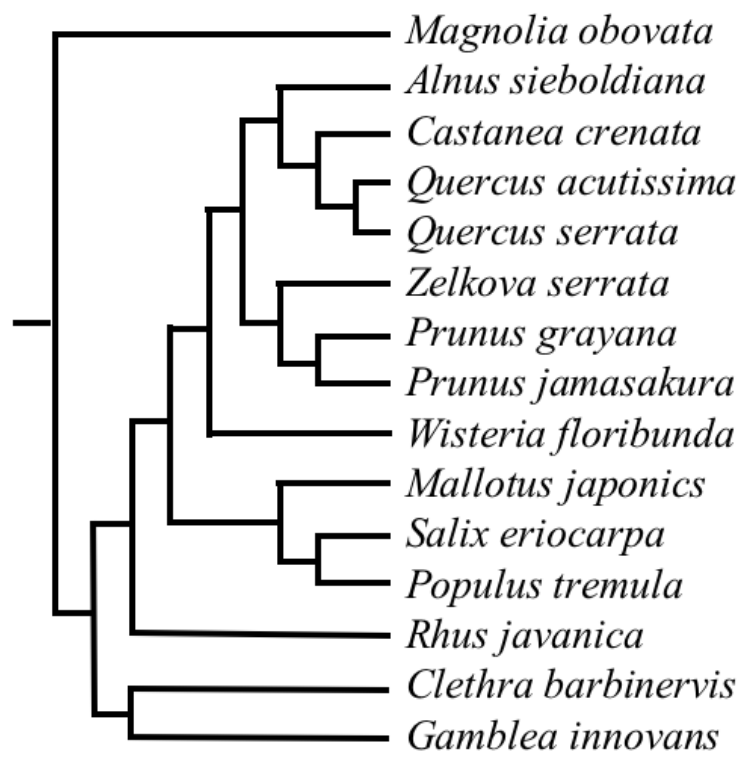 Magnolia obovata
Alnus sieboldiana
Castanea crenata
Quercus acutissima
Quercus serrata
Zelkova serrata
Prunus grayana
Prunus jamasakura
Wisteria floribunda
Mallotus japonics
Salix eriocarpa
Populus tremula
Rhus javanica
Clethra barbinervis
Gamblea innovans